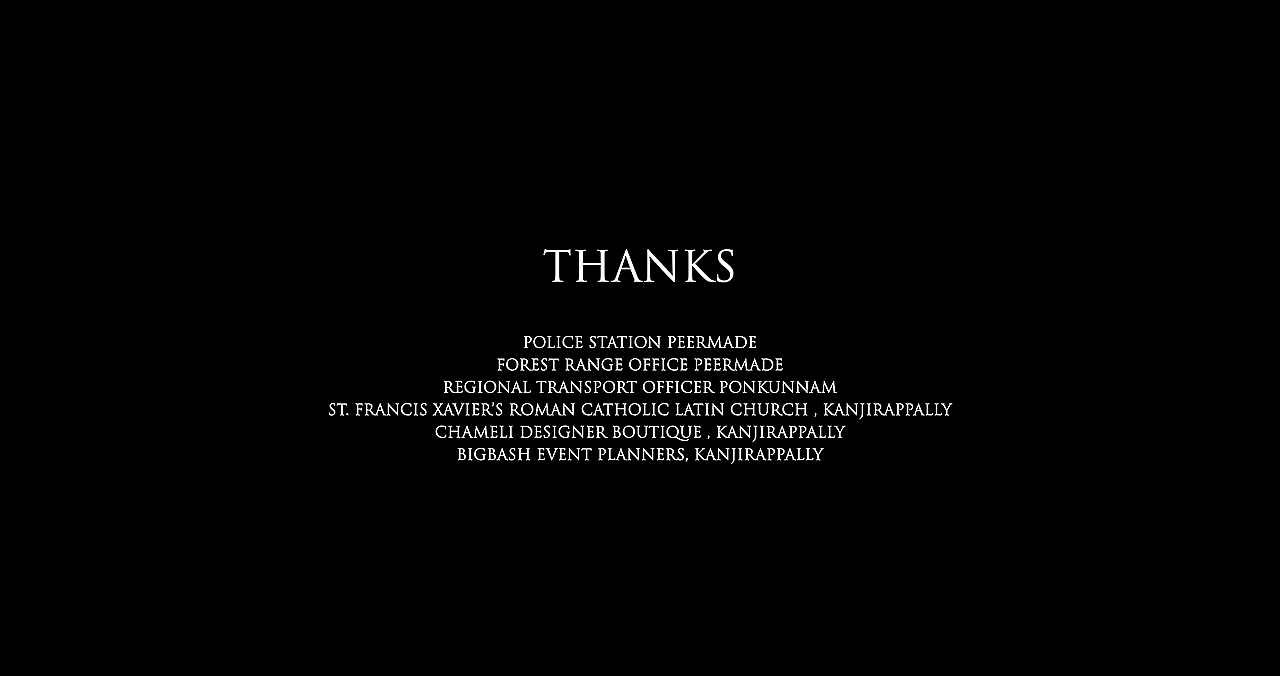 THANKS
POLICE STATION PEERMADE
FOREST RANGE OFFICE PEERMADE
REGIONAL TRANSPORT OFFICER PONKUNNAM
ST. FRANCIS XAVIER'S ROMAN CATHOLIC LATIN CHURCH , KANJIRAPPALLY
CHAMELI DESIGNER BOUTIQUE , KANJIRAPPALLY
BIGBASH EVENT PLANNERS, KANJIRAPPALLY